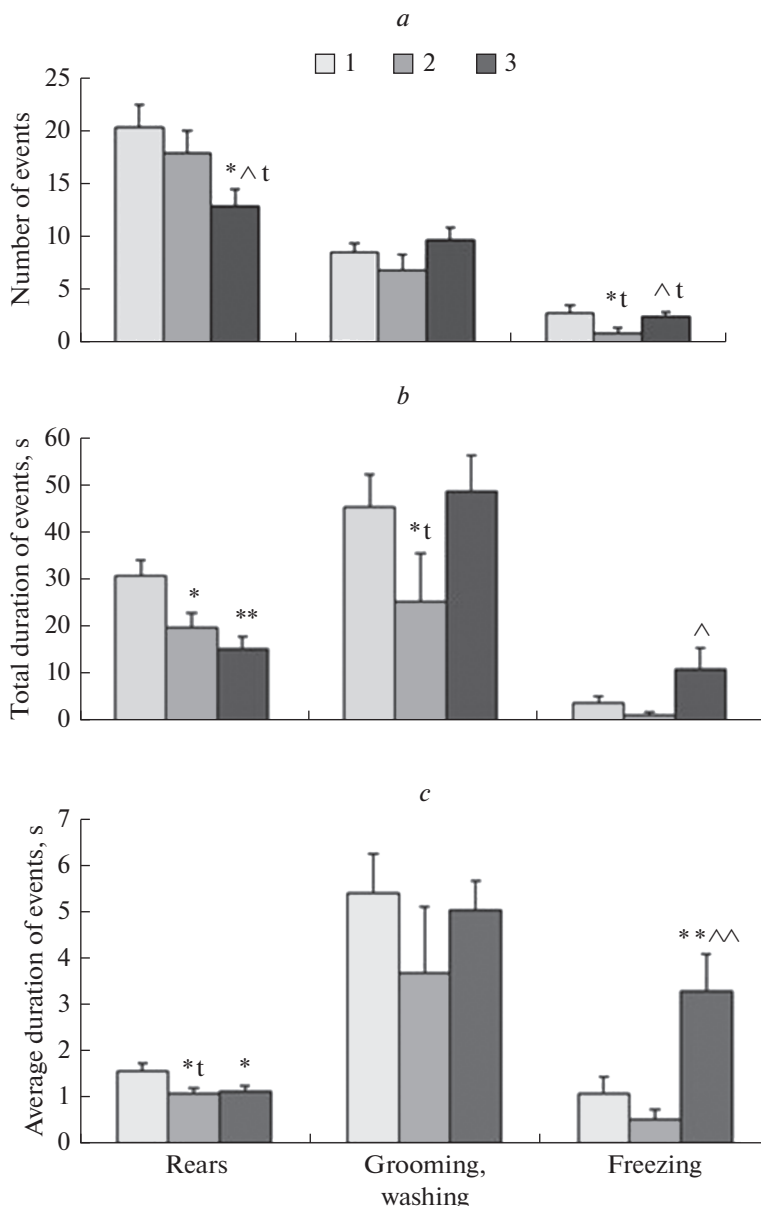 a
1 2 3
Number of events
25
20
15
10
5
0
*^ t
*t
^ t
b
Total duration of events, s
60
50
40
30
20
10
0
*
**
*t
^
c
Average duration of events, s
7
6
5
4
3
2
1
0
*t
*
**^^
Rears
Grooming,
washing
Freezing